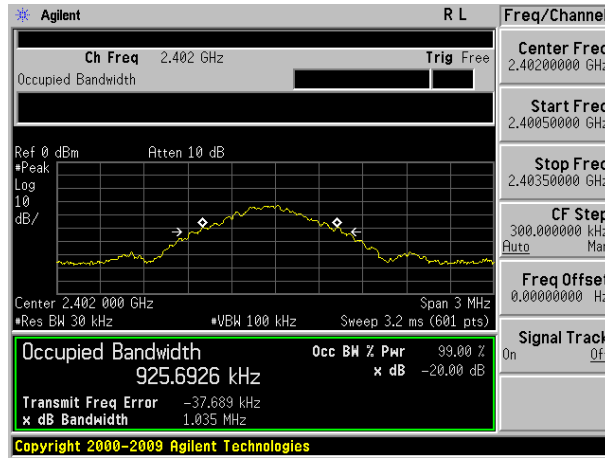 Agilent R L
Ch Freq 2.402 GHz Trig Free
Occupied Bandwidth
Ref 0 dBm Atten 10 dB
#Peak
Log
10
dB/
Center 2.402 000 GHz Span 3 MHz
#Res BW 30 kHz #VBW 100 kHz Sweep 3.2 ms (601 pts)
Occupied Bandwidth Occ BW % Pwr 99.00 %
925.6926 kHz x dB -20.00 dB
Transmit Freq Error -37.689 kHz
x dB Bandwidth 1.035 MHz
Copyright 2000-2009 Agilent Technologies
Freq/Channel
Center Freq
2.40200000 GHz
Start Freq
2.40050000 GHz
Stop Freq
2.40350000 GHz
CF Step
300.000000 kHz
Auto Man
Freq Offset
0.00000000 Hz
Signal Track
On Off